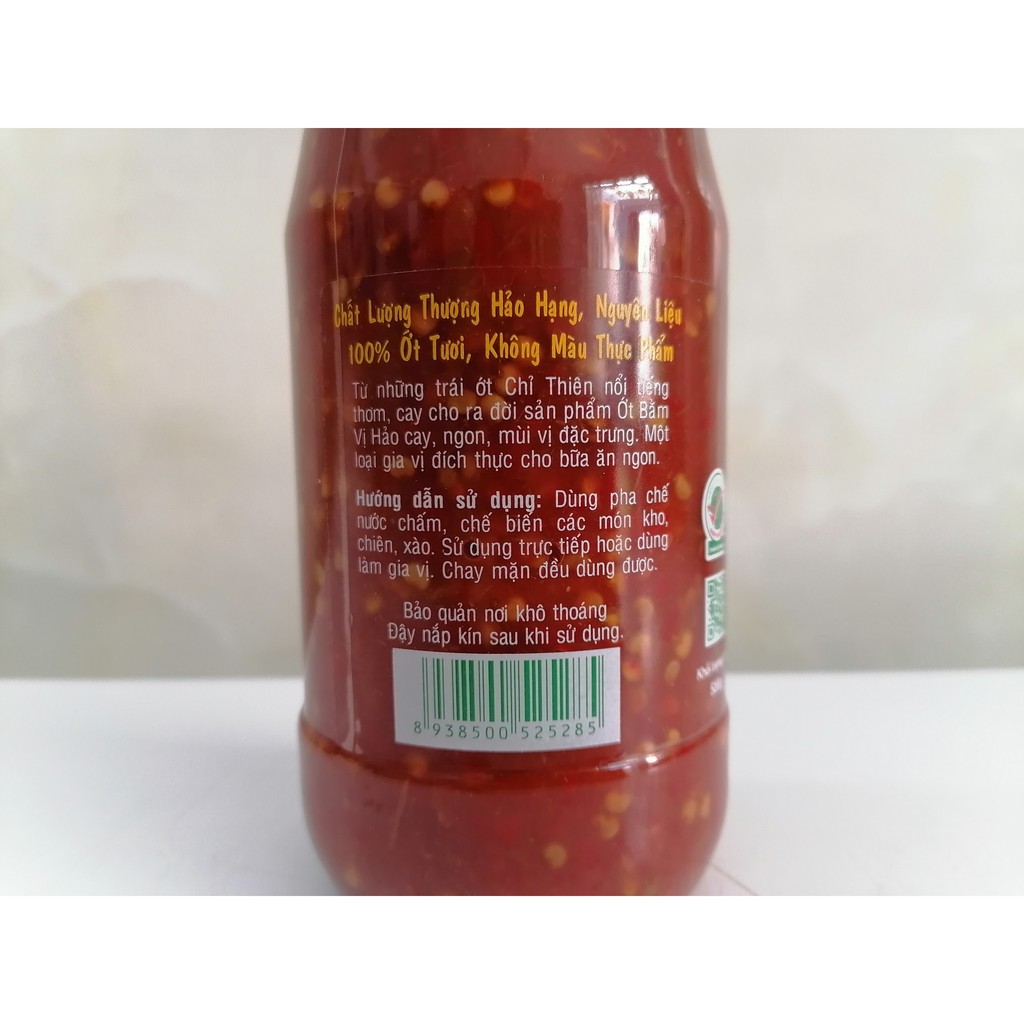 Chất Lượng Thượng Hảo Hạng, Nguyên Liệu
100% Ớt Tươi, Không Màu Thực Phẩm
Từ những trái ớt Chỉ Thiên nổi tiếng
thơm, cay cho ra đời sản phẩm Ớt Bằm
Vị Hảo cay, ngon, mùi vị đặc trưng. Một
loại gia vị đích thực cho bữa ăn ngon.
Hướng dẫn sử dụng: Dùng pha chế
nước chấm, chế biến các món kho,
chiên, xào. Sử dụng trực tiếp hoặc dùng
làm gia vị. Chay mặn đều dùng được.
Bảo quản nơi khô thoáng
Đậy nắp kín sau khi sử dụng.
8 938500 525285